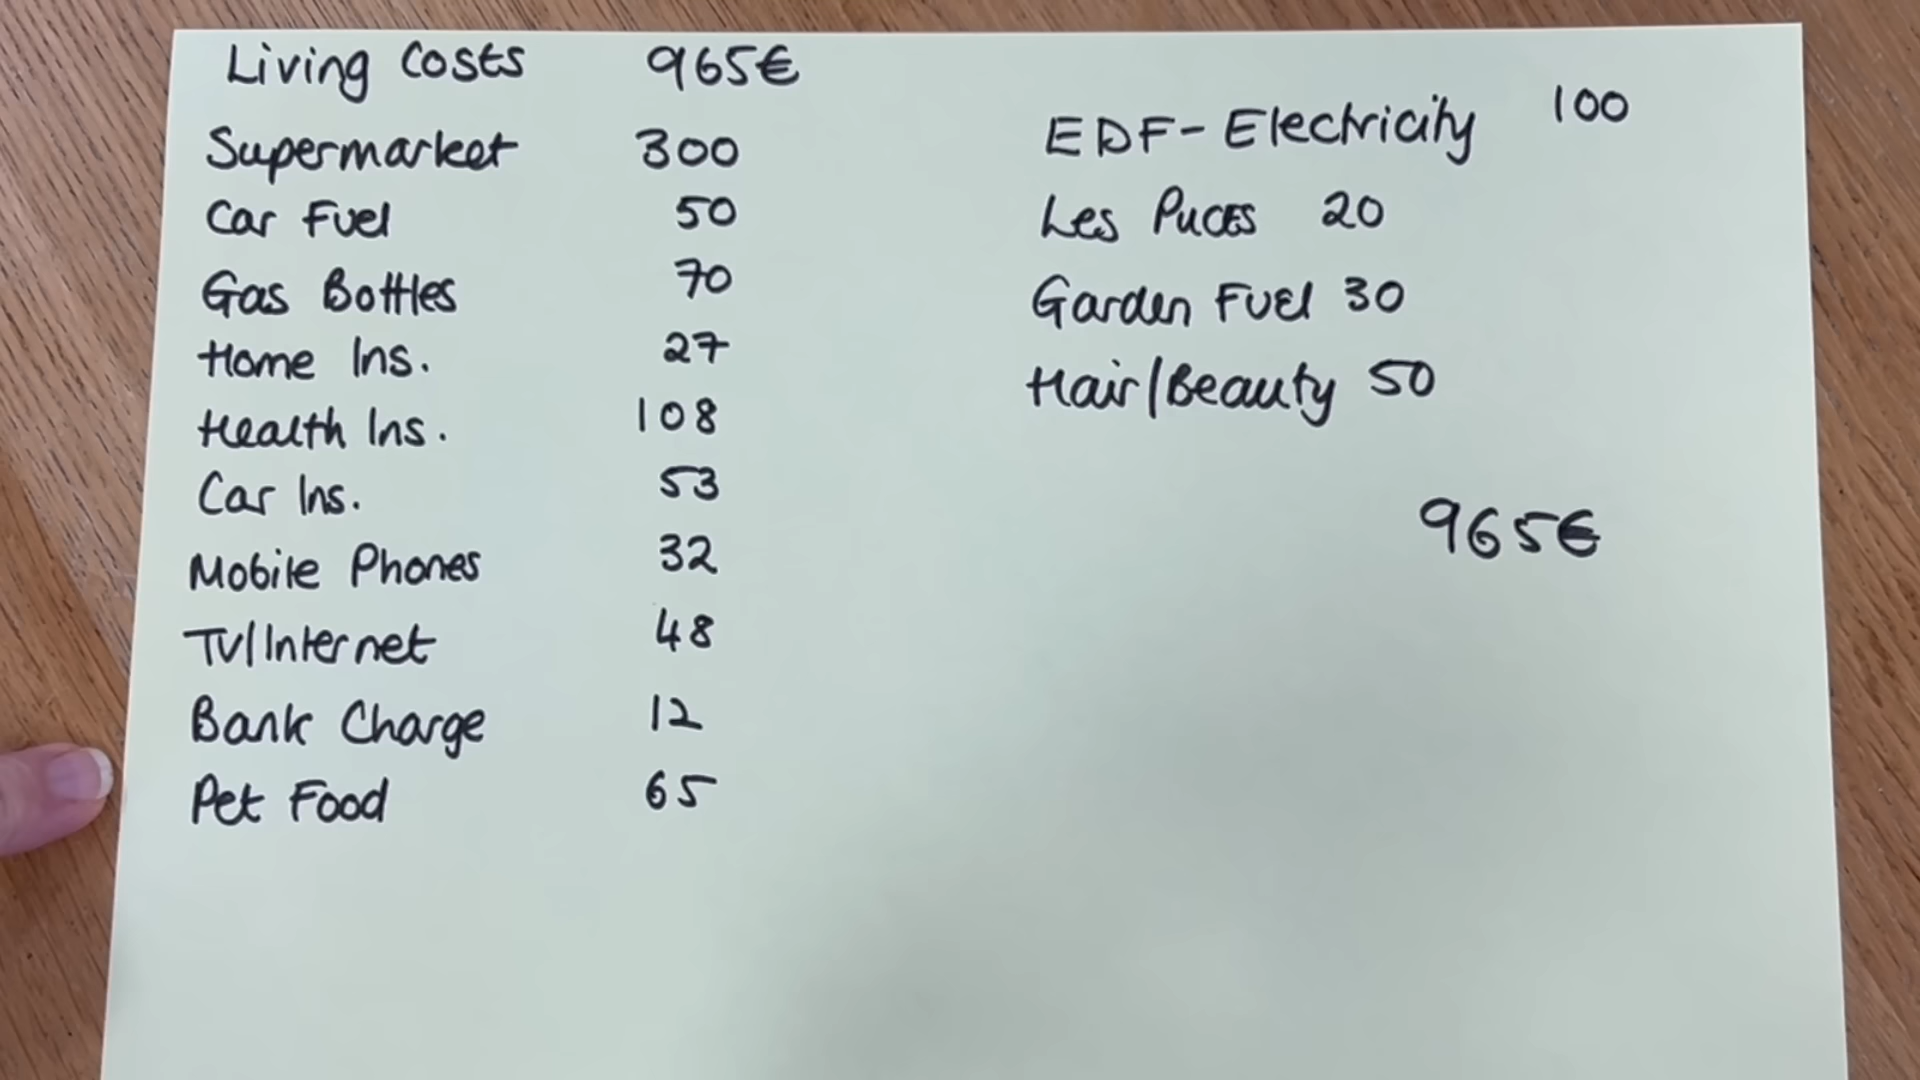 Living Costs 965€
Supermarket 300
Car Fuel 50
Gas Bottles 70
Home Ins. 27
Health Ins. 108
Car Ins. 53
Mobile Phones 32
TV/Internet 48
Bank Charge 12
Pet Food 65
EDF-Electricity 100
Les Puces 20
Garden Fuel 30
Hair/Beauty 50
965€